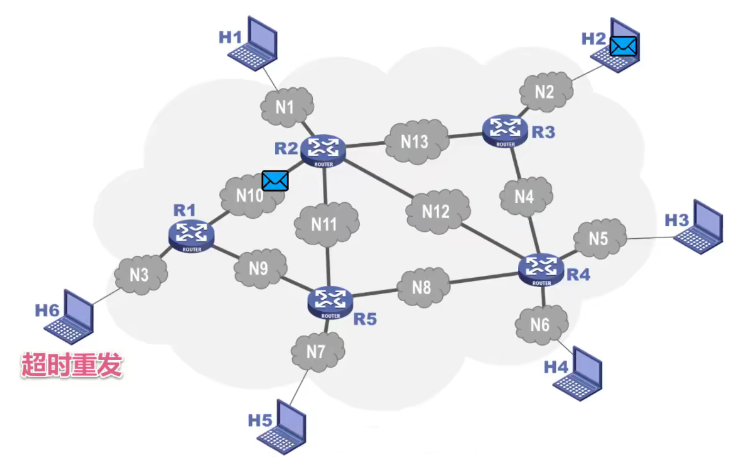 H1
H2
N1
N2
R2
ROUTER
N13
R3
ROUTER
N10
R1
ROUTER
N11
N12
N4
H3
N5
N3
N9
R4
ROUTER
H6
R5
ROUTER
N8
超时重发
N7
N6
H4
H5